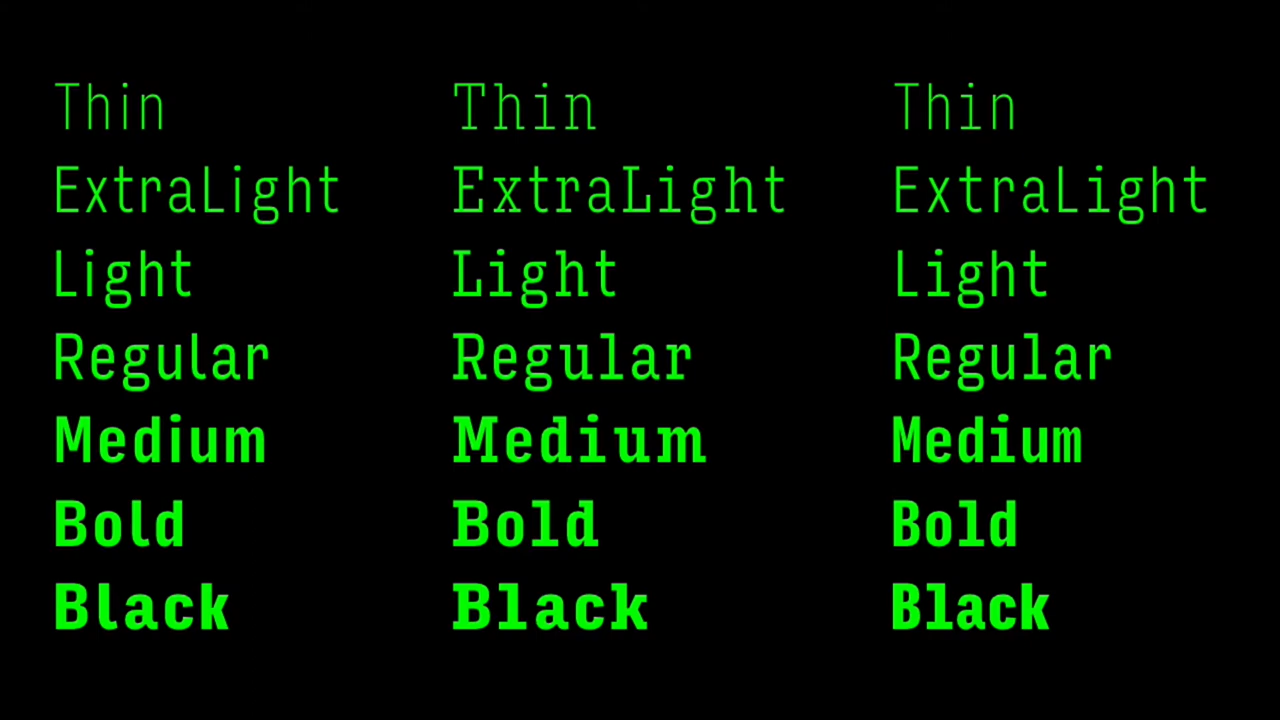 Thin Thin Thin
ExtraLight ExtraLight ExtraLight
Light Light Light
Regular Regular Regular
Medium Medium Medium
Bold Bold Bold
Black Black Black